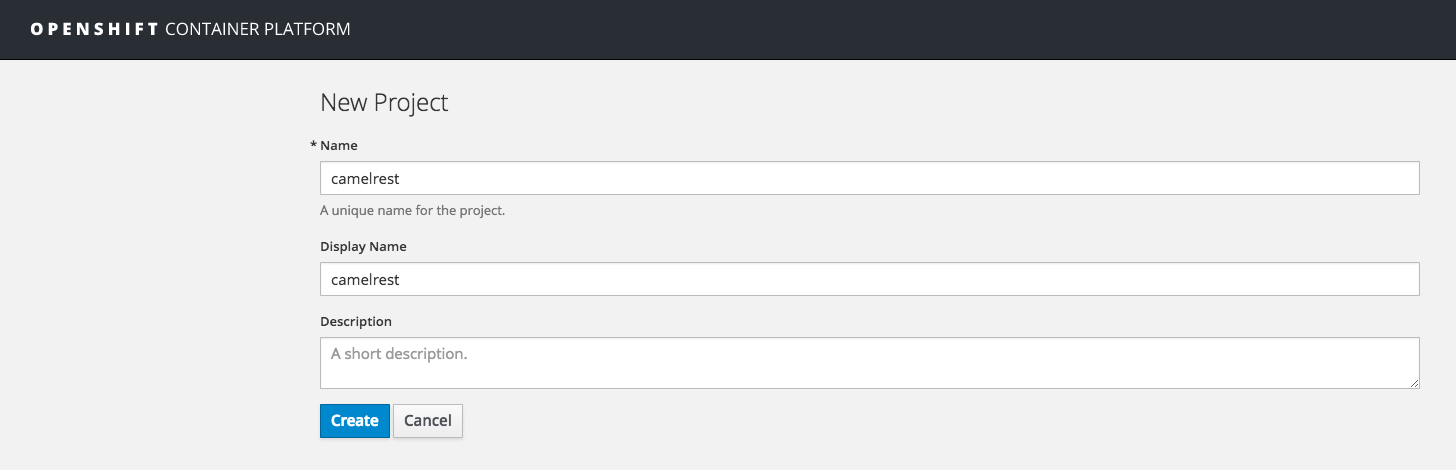 OPENSHIFT CONTAINER PLATFORM
New Project
* Name
camelrest
A unique name for the project.
Display Name
camelrest
Description
A short description.
Create Cancel